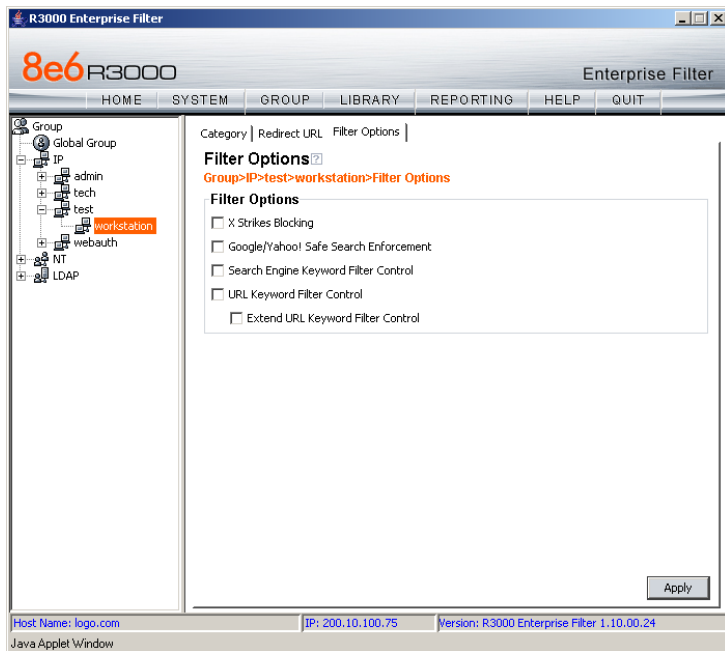 R3000 Enterprise Filter
8e6 R3000
Enterprise Filter
HOME SYSTEM GROUP LIBRARY REPORTING HELP QUIT
Group
Global Group
IP
admin
tech
test
workstation
webauth
NT
LDAP
Category Redirect URL Filter Options
Filter Options ?
Group>IP>test>workstation>Filter Options
Filter Options
X Strikes Blocking
Google/Yahoo! Safe Search Enforcement
Search Engine Keyword Filter Control
URL Keyword Filter Control
Extend URL Keyword Filter Control
Apply
Host Name: logo.com IP: 200.10.100.75 Version: R3000 Enterprise Filter 1.10.00.24
Java Applet Window